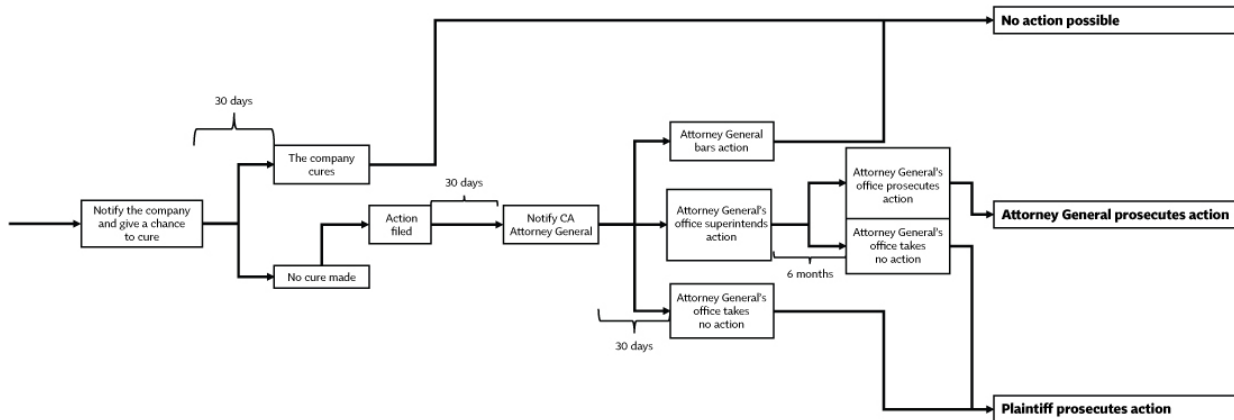 No action possible
30 days
The company
cures
Attorney General
bars action
30 days
Notify the company
and give a chance
to cure
Action
filed
Notify CA
Attorney General
Attorney General's
office superintends
action
Attorney General's
office prosecutes
action
Attorney General prosecutes action
Attorney General's
office takes
no action
6 months
No cure made
Attorney General's
office takes
no action
30 days
Plaintiff prosecutes action